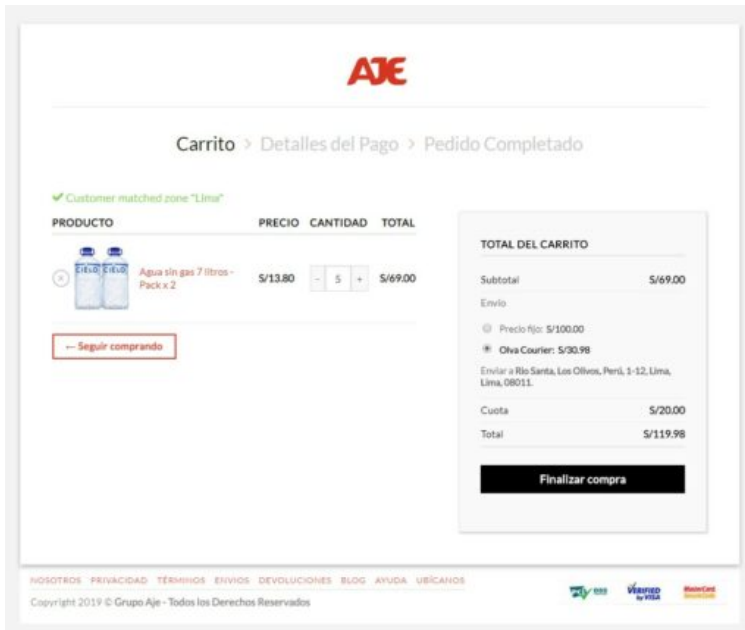 AJE
Carrito > Detalles del Pago > Pedido Completado
Customer matched zone "Lima"
PRODUCTO PRECIO CANTIDAD TOTAL
CIELO CIELO
Agua sin gas 7 litros -
Pack x 2
S/13.80 - 5 + S/69.00
← Seguir comprando
TOTAL DEL CARRITO
Subtotal S/69.00
Envío
Precio fijo: S/100.00
Olva Courier: S/30.98
Enviar a Rio Santa, Los Olivos, Perú, 1-12, Lima,
Lima, 08011.
Cuota S/20.00
Total S/119.98
Finalizar compra
NOSOTROS PRIVACIDAD TÉRMINOS ENVIOS DEVOLUCIONES BLOG AYUDA UBÍCANOS
Copyright 2019 © Grupo Aje - Todos los Derechos Reservados
VERIFIED
by VISA
MasterCard